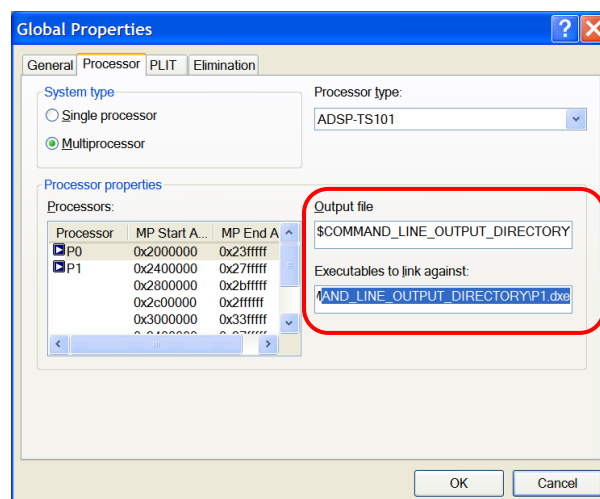 Global Properties
General Processor PLIT Elimination
System type
Single processor
Multiprocessor
Processor type:
ADSP-TS101
Processor properties
Processors:
Processor MP Start A... MP End A
P0 0x2000000 0x23fffff
P1 0x2400000 0x27fffff
0x2800000 0x2bfffff
0x2c00000 0x2ffffff
0x3000000 0x33fffff
Output file
$COMMAND_LINE_OUTPUT_DIRECTORY
Executables to link against:
MAND_LINE_OUTPUT_DIRECTORY\P1.dxe
OK Cancel